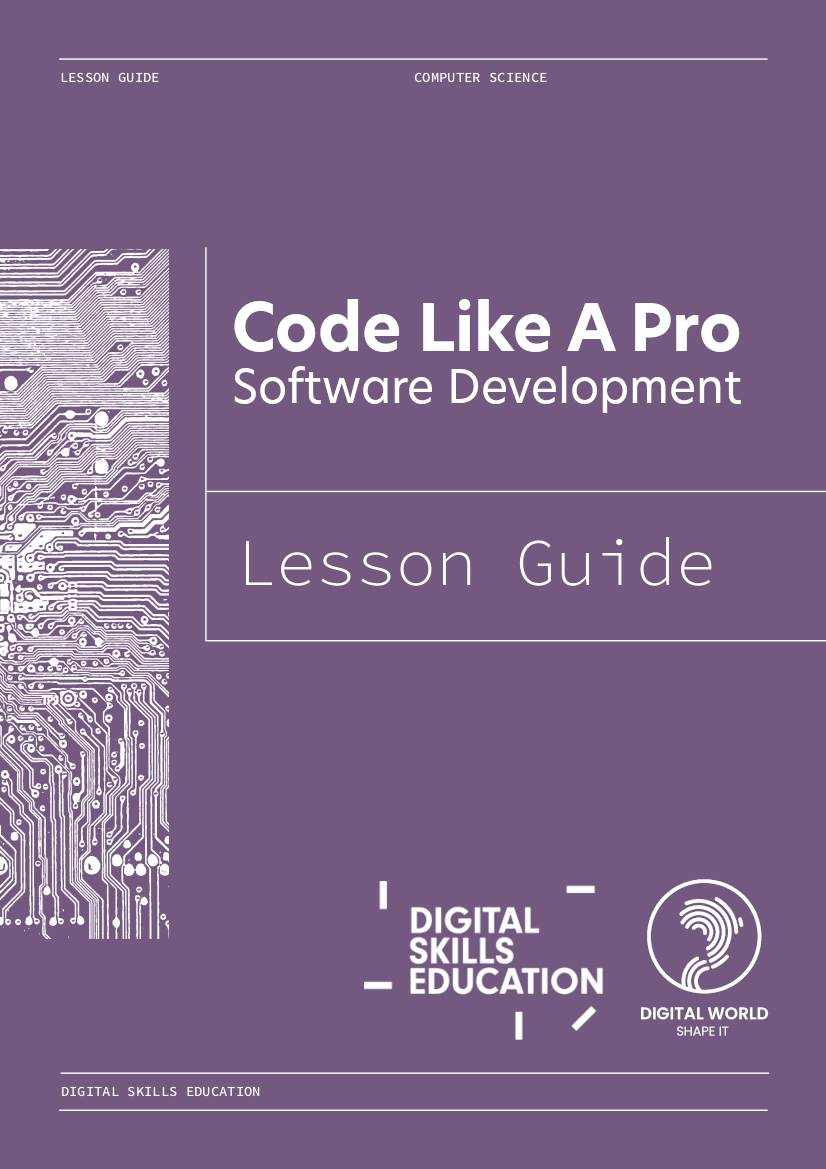 LESSON GUIDE
COMPUTER SCIENCE
Code Like A Pro
Software Development
Lesson Guide
DIGITAL
SKILLS
EDUCATION
DIGITAL WORLD
SHAPE IT
DIGITAL SKILLS EDUCATION